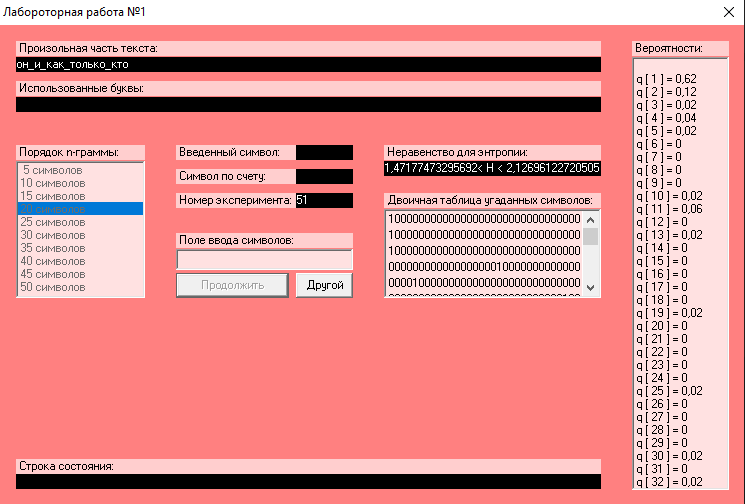 Лабороторная работа №1
Произольная часть текста:
он_и_как_только_кто
Использованные буквы:
Порядок n-граммы:
5 символов
10 символов
15 символов
20 символов
25 символов
30 символов
35 символов
40 символов
45 символов
50 символов
Введенный символ:
Символ по счету:
Номер эксперимента: 51
Поле ввода символов:
Продолжить
Другой
Неравенство для энтропии:
1,47177473295692< H < 2,12696122720505
Двоичная таблица угаданных символов:
10000000000000000000000000000000
10000000000000000000000000000000
10000000000000000000000000000000
00000000000000000100000000000000
00001000000000000000000000000000
Строка состояния:
Вероятности:
q [ 1 ] = 0,62
q [ 2 ] = 0,12
q [ 3 ] = 0,02
q [ 4 ] = 0,04
q [ 5 ] = 0,02
q [ 6 ] = 0
q [ 7 ] = 0
q [ 8 ] = 0
q [ 9 ] = 0
q [ 10 ] = 0,02
q [ 11 ] = 0,06
q [ 12 ] = 0
q [ 13 ] = 0,02
q [ 14 ] = 0
q [ 15 ] = 0
q [ 16 ] = 0
q [ 17 ] = 0
q [ 18 ] = 0
q [ 19 ] = 0,02
q [ 20 ] = 0
q [ 21 ] = 0
q [ 22 ] = 0
q [ 23 ] = 0
q [ 24 ] = 0
q [ 25 ] = 0,02
q [ 26 ] = 0
q [ 27 ] = 0
q [ 28 ] = 0
q [ 29 ] = 0
q [ 30 ] = 0,02
q [ 31 ] = 0
q [ 32 ] = 0,02